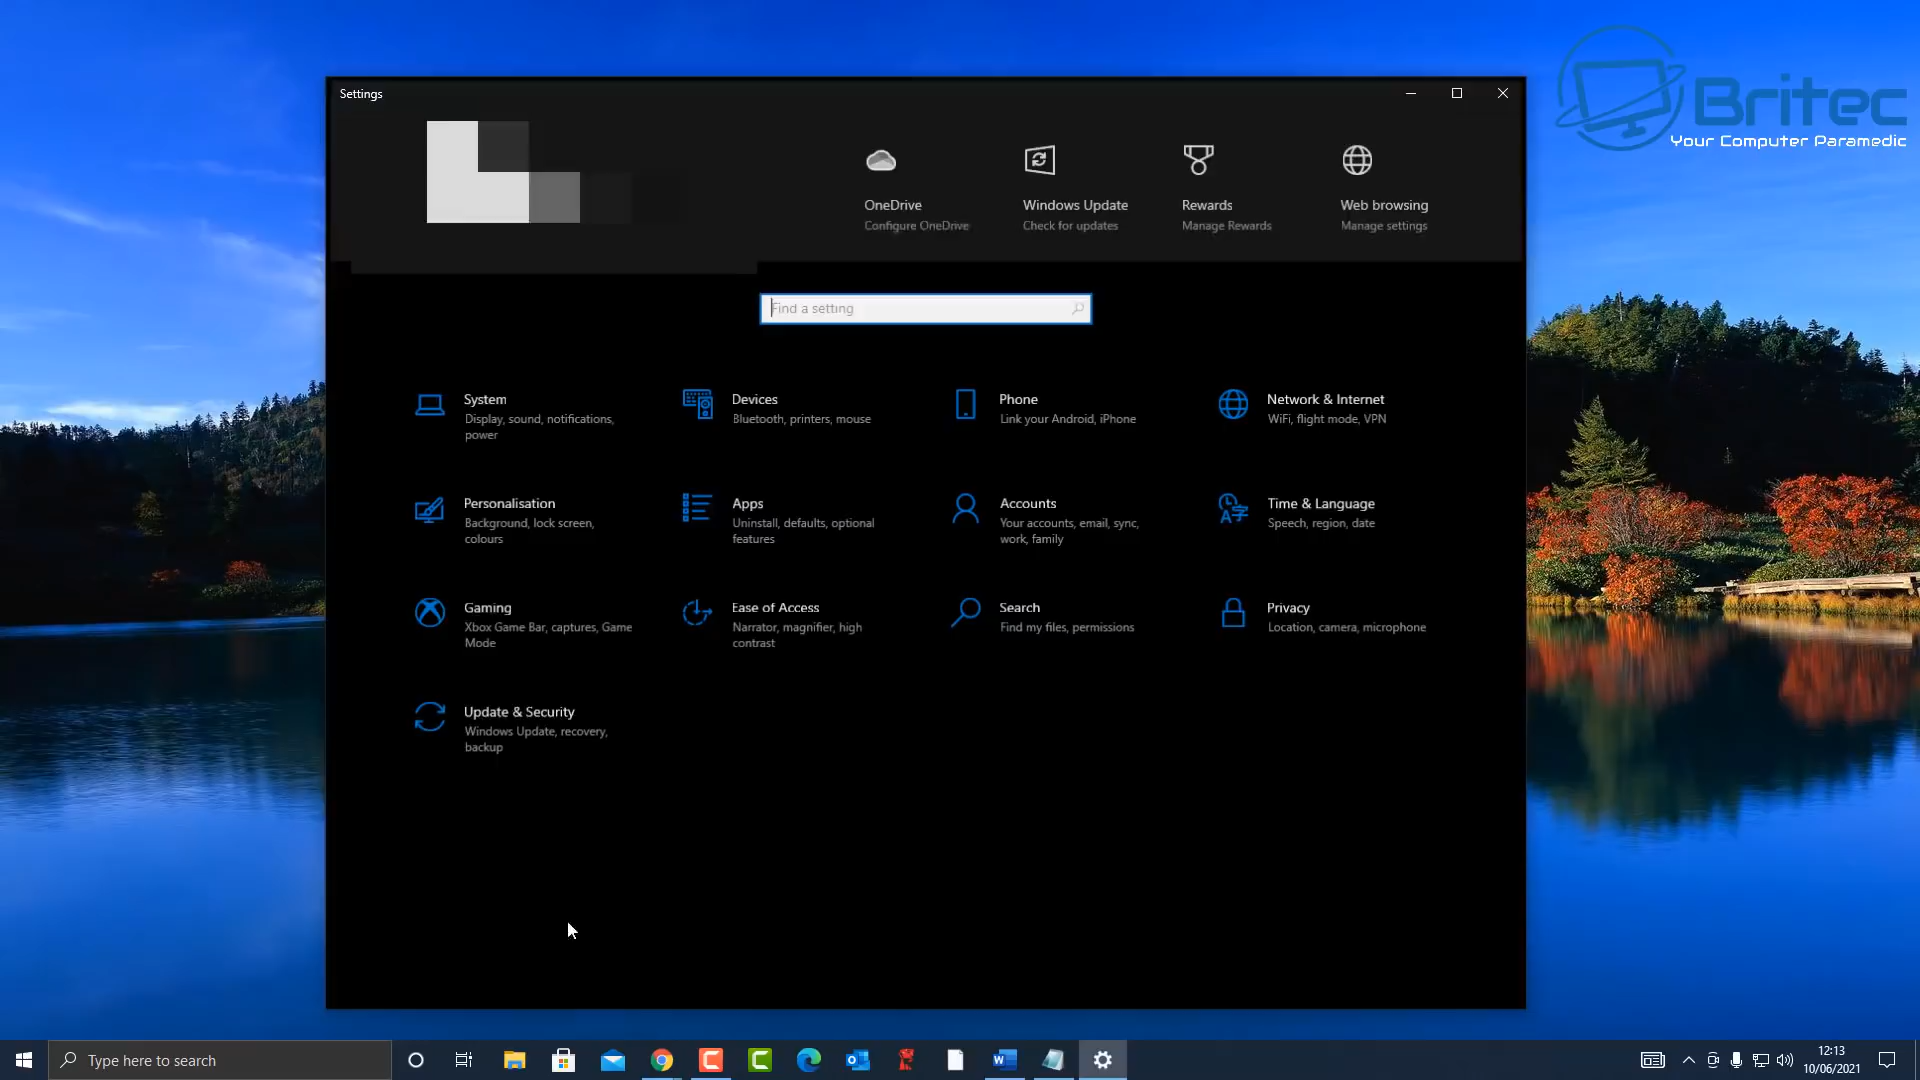 Settings
Britec
Your Computer Paramedic
OneDrive
Configure OneDrive
Windows Update
Check for updates
Rewards
Manage Rewards
Web browsing
Manage settings
Find a setting
System
Display, sound, notifications,
power
Devices
Bluetooth, printers, mouse
Phone
Link your Android, iPhone
Network & Internet
WiFi, flight mode, VPN
Personalisation
Background, lock screen,
colours
Apps
Uninstall, defaults, optional
features
Accounts
Your accounts, email, sync,
work, family
Time & Language
Speech, region, date
Gaming
Xbox Game Bar, captures, Game
Mode
Ease of Access
Narrator, magnifier, high
contrast
Search
Find my files, permissions
Privacy
Location, camera, microphone
Update & Security
Windows Update, recovery,
backup
Type here to search
12:13
10/06/2021